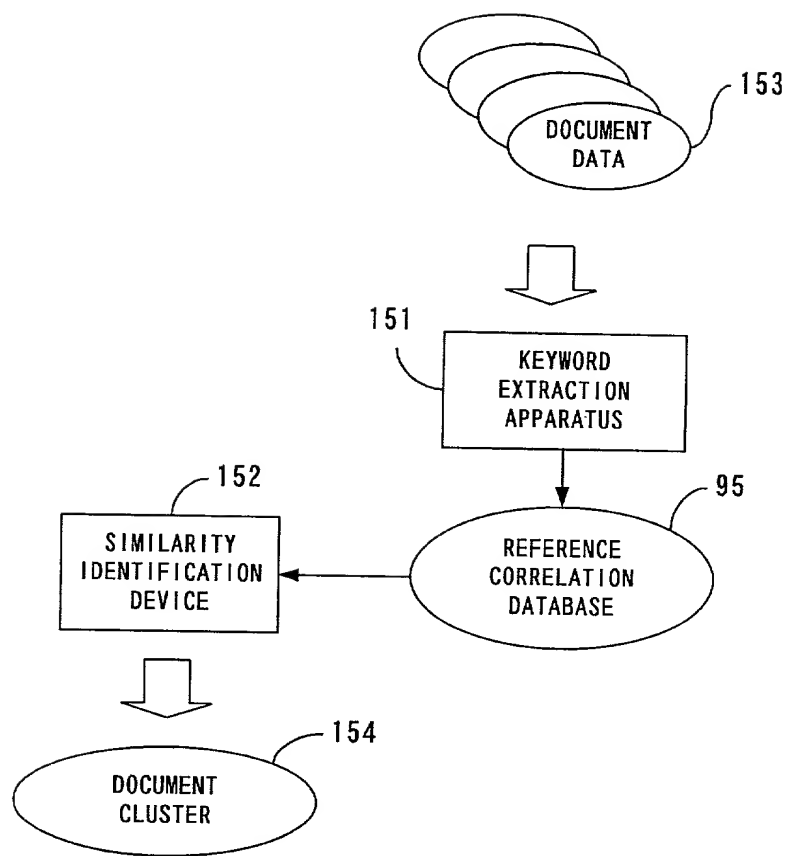 153
DOCUMENT
DATA
151
KEYWORD
EXTRACTION
APPARATUS
152
95
SIMILARITY
IDENTIFICATION
DEVICE
REFERENCE
CORRELATION
DATABASE
154
DOCUMENT
CLUSTER